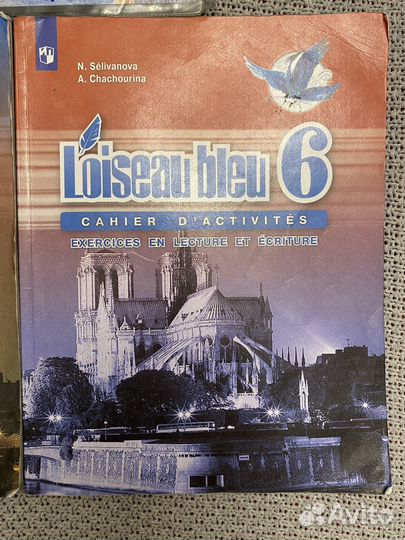 N. Sélivanova
A. Chachourina
L'oiseau bleu 6
CAHIER D'ACTIVITÉS
EXERCICES EN LECTURE ET ÉCRITURE
Avito